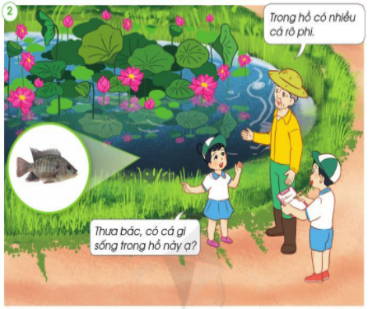 2
Trong hồ có nhiều
cá rô phi.
Thưa bác, có cá gì
sống trong hồ này ạ?